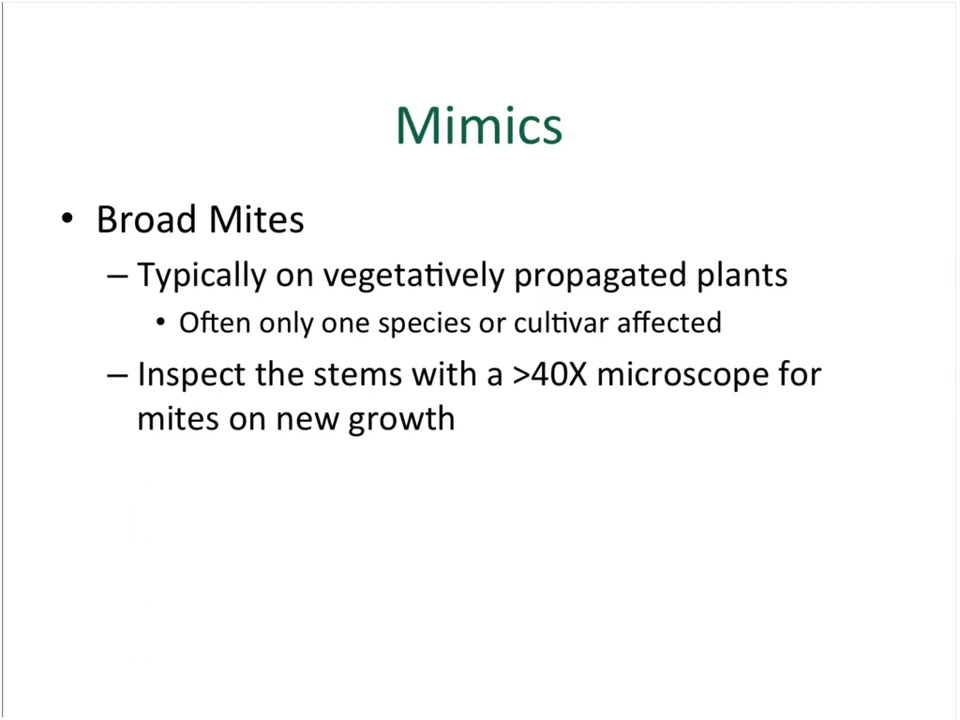 Mimics
• Broad Mites
– Typically on vegetatively propagated plants
• Often only one species or cultivar affected
– Inspect the stems with a >40X microscope for
mites on new growth